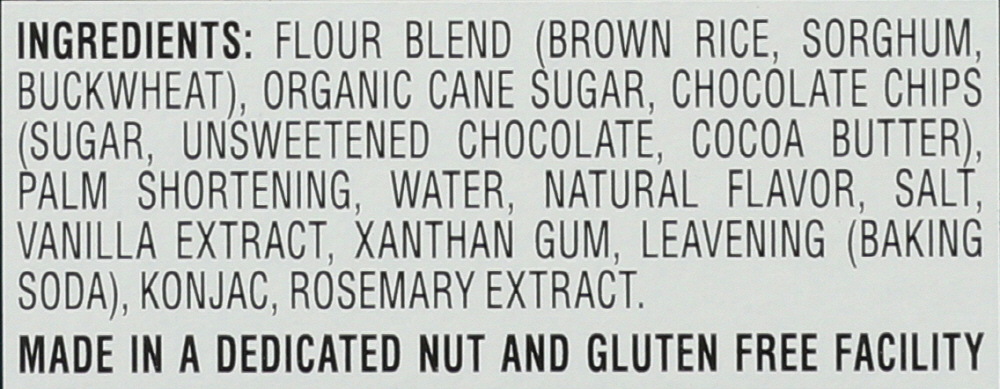 INGREDIENTS: FLOUR BLEND (BROWN RICE, SORGHUM,
BUCKWHEAT), ORGANIC CANE SUGAR, CHOCOLATE CHIPS
(SUGAR, UNSWEETENED CHOCOLATE, COCOA BUTTER),
PALM SHORTENING, WATER, NATURAL FLAVOR, SALT,
VANILLA EXTRACT, XANTHAN GUM, LEAVENING (BAKING
SODA), KONJAC, ROSEMARY EXTRACT.
MADE IN A DEDICATED NUT AND GLUTEN FREE FACILITY